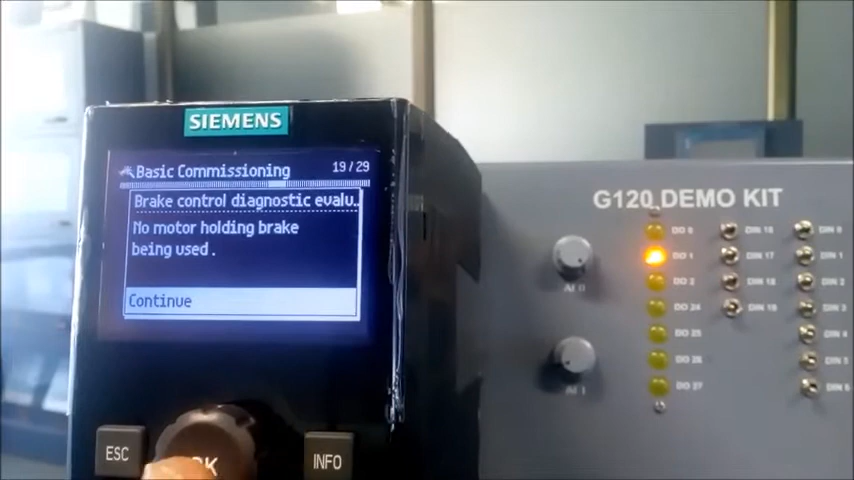 SIEMENS
Basic Commissioning 19/29
Brake control diagnostic evalu..
No motor holding brake
being used.
Continue
ESC
OK
INFO
G120 DEMO KIT
DO 0
DO 1
DO 2
DO 24
DO 25
DO 26
DO 27
AI 0
AI 1
DIN 16
DIN 17
DIN 18
DIN 19
DIN 0
DIN 1
DIN 2
DIN 3
DIN 4
DIN 5
DIN 6